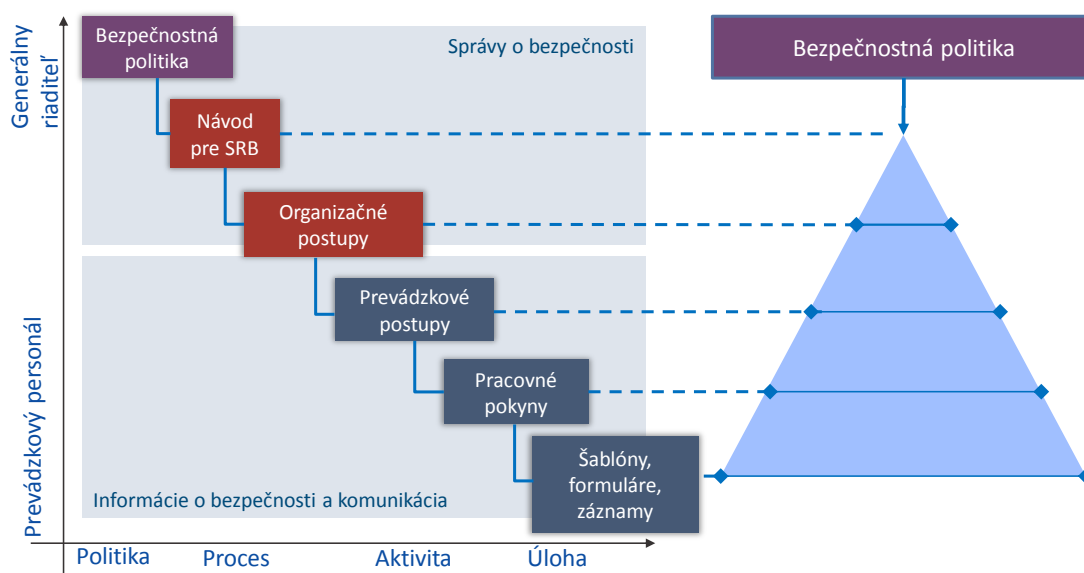 Generálny
riaditeľ
Prevádzkový personál
Bezpečnostná
politika
Správy o bezpečnosti
Bezpečnostná politika
Návod
pre SRB
Organizačné
postupy
Prevádzkové
postupy
Pracovné
pokyny
Šablóny,
formuláre,
záznamy
Informácie o bezpečnosti a komunikácia
Politika
Proces
Aktivita
Úloha